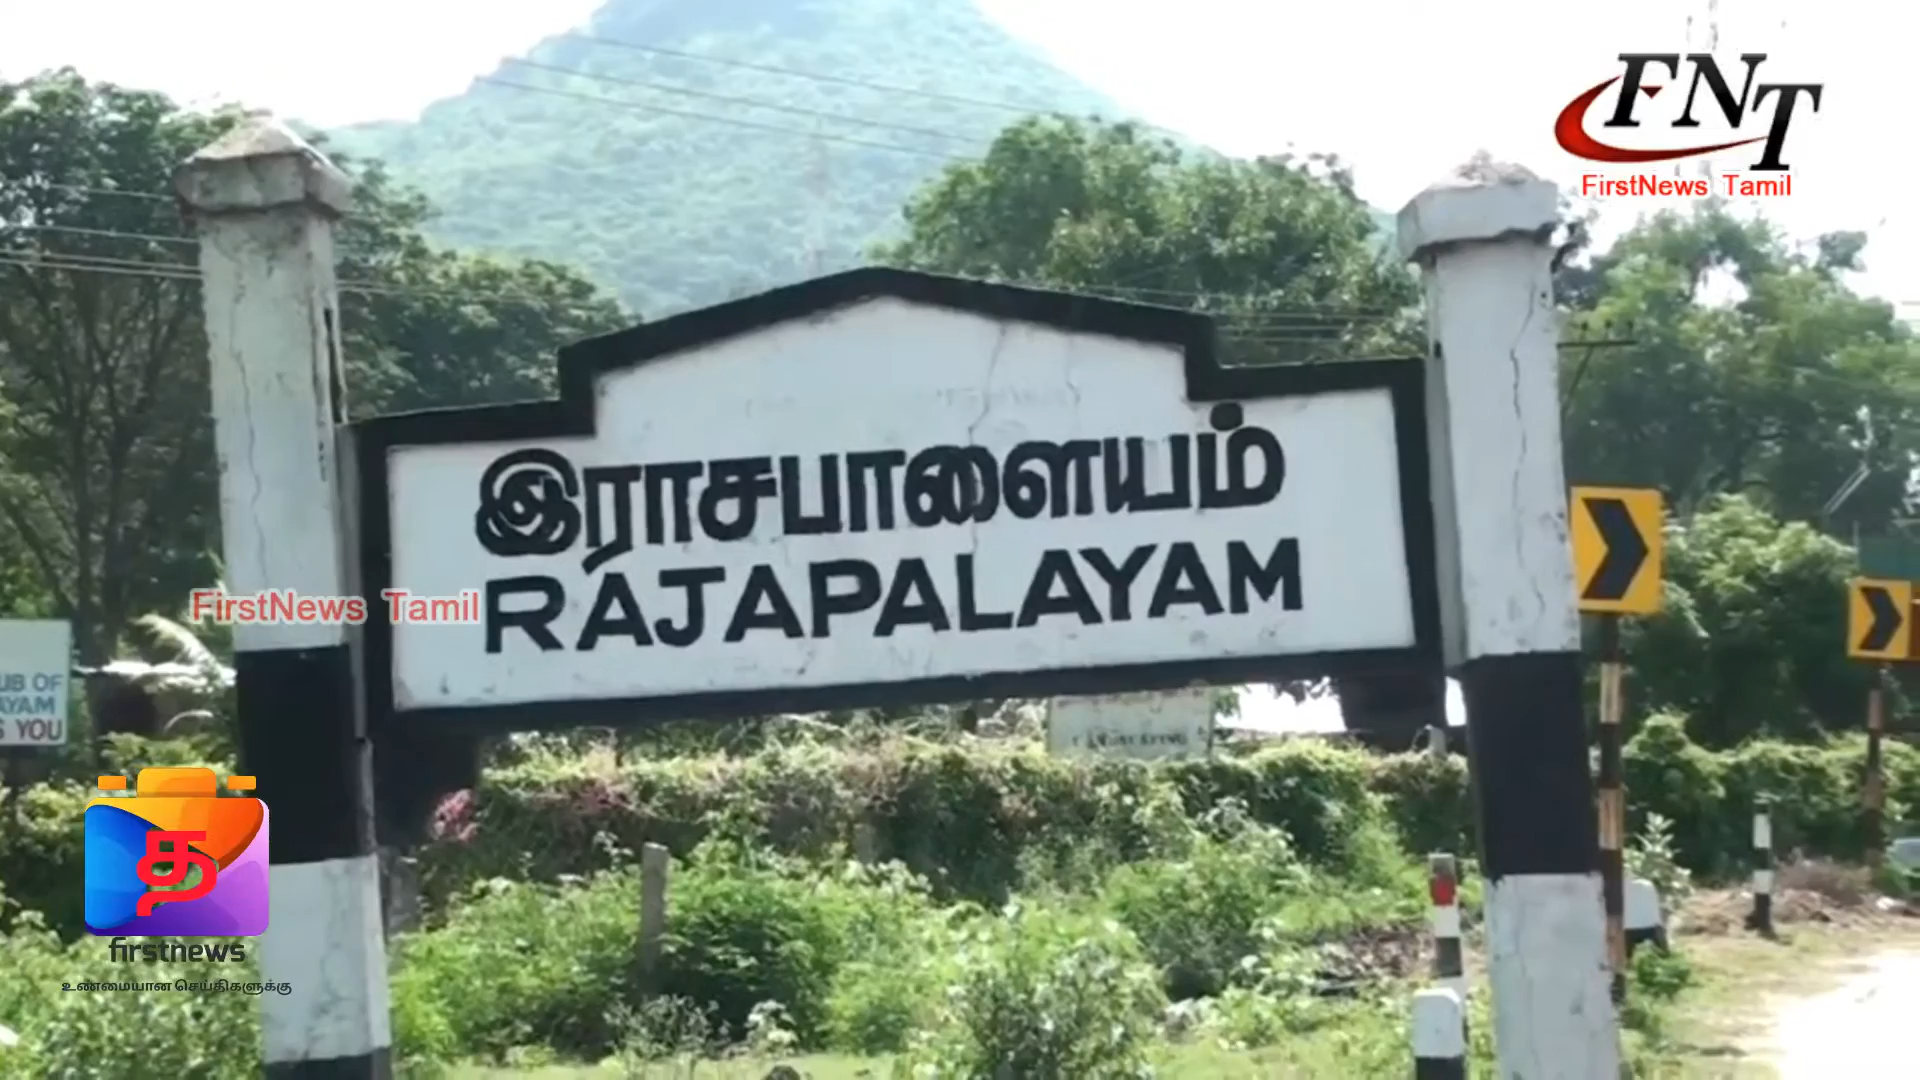 FNT
FirstNews Tamil
இராசபாளையம்
RAJAPALAYAM
FirstNews Tamil
UB OF
AYAM
S YOU
த
firstnews
உண்மையான செய்திகளுக்கு